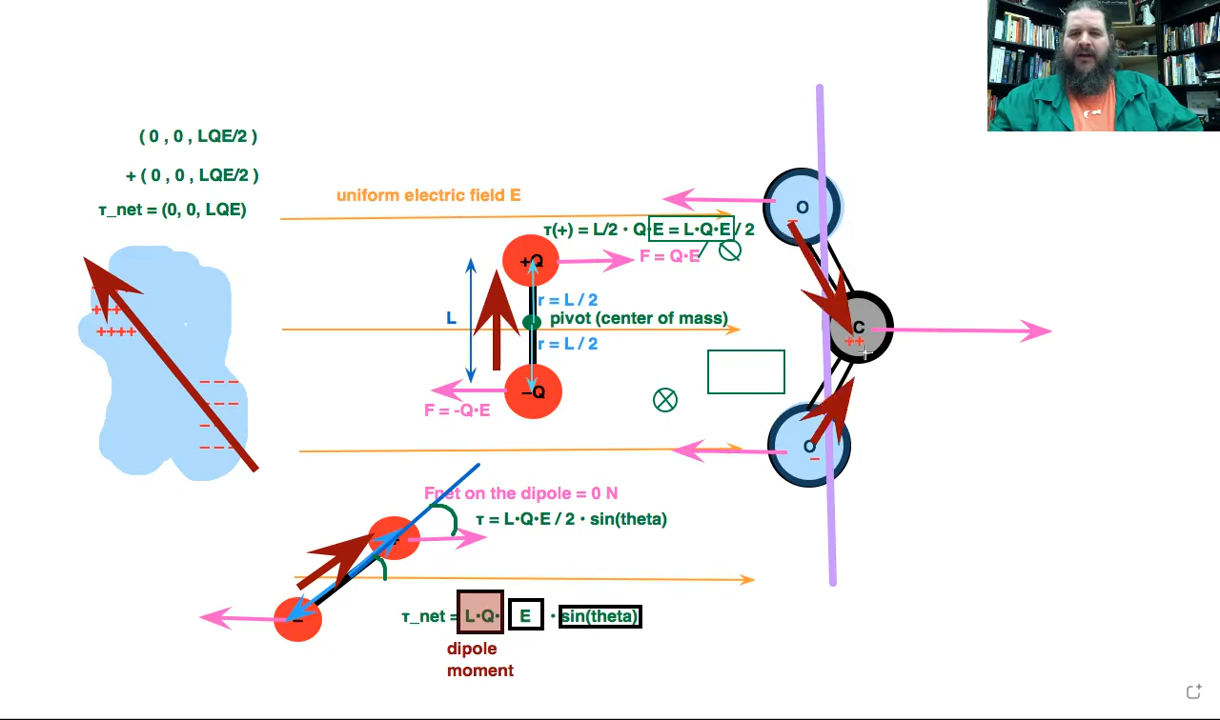 ( 0 , 0 , LQE/2 )
+ ( 0 , 0 , LQE/2 )
τ_net = (0, 0, LQE)
uniform electric field E
τ(+) = L/2 · Q·E = L·Q·E / 2
F = Q·E
+Q
r = L / 2
L
pivot (center of mass)
r = L / 2
−Q
F = -Q·E
+++
++++
− − −
− − −
− − −
− − −
O
−
C
++
O
−
Fnet on the dipole = 0 N
τ = L·Q·E / 2 · sin(theta)
−
τ_net = L·Q· E · sin(theta)
dipole
moment